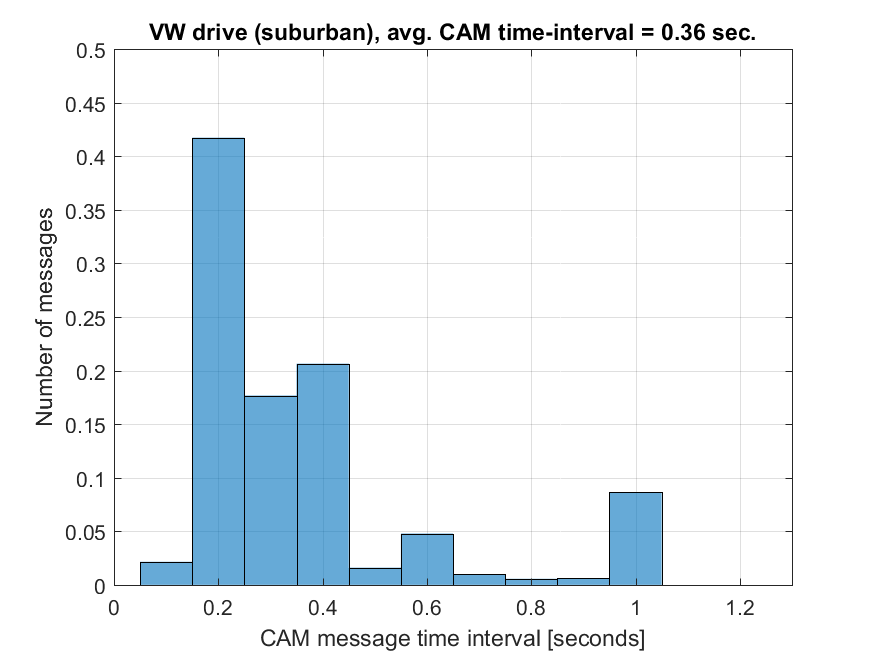 VW drive (suburban), avg. CAM time-interval = 0.36 sec.
0.5
0.45
0.4
0.35
0.3
0.25
0.2
0.15
0.1
0.05
0
Number of messages
0 0.2 0.4 0.6 0.8 1 1.2
CAM message time interval [seconds]